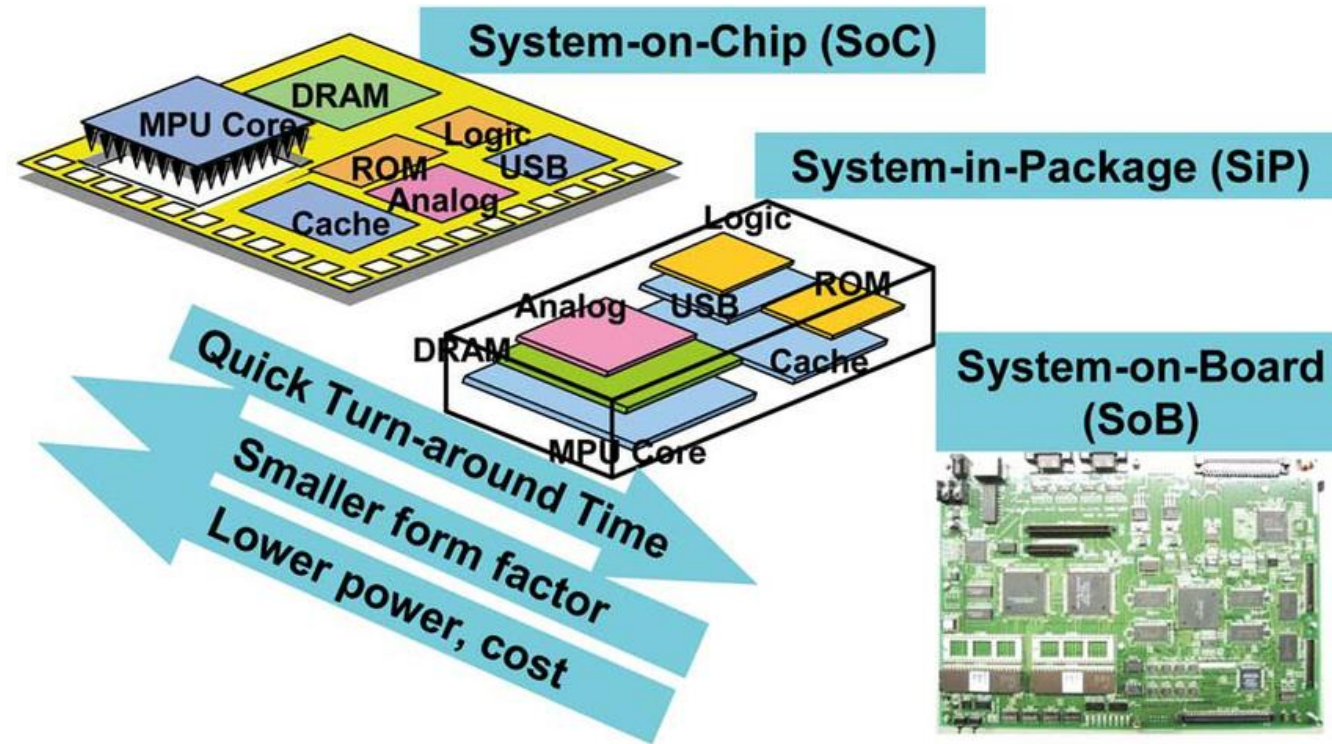 System-on-Chip (SoC)
DRAM
MPU Core
Logic
ROM
USB
Analog
Cache
System-in-Package (SiP)
Logic
ROM
Analog
USB
DRAM
Cache
MPU Core
System-on-Board
(SoB)
Quick Turn-around Time
Smaller form factor
Lower power, cost